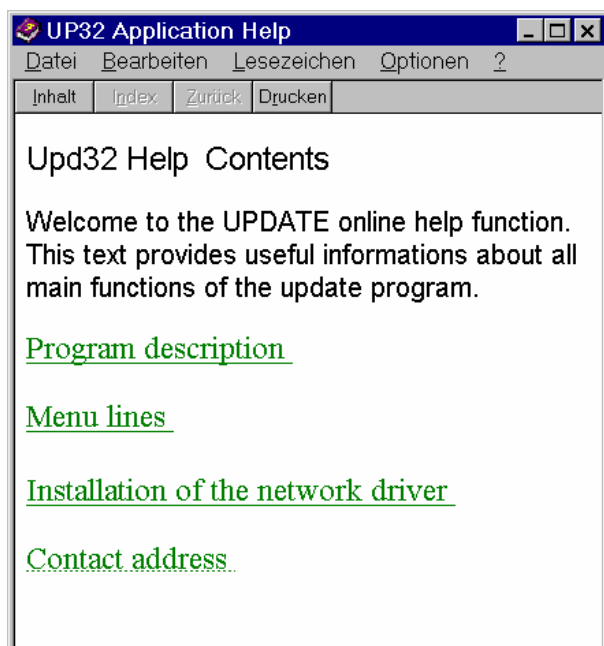 UP32 Application Help
Datei Bearbeiten Lesezeichen Optionen ?
Inhalt Index Zurück Drucken
Upd32 Help Contents
Welcome to the UPDATE online help function.
This text provides useful informations about all
main functions of the update program.
Program description
Menu lines
Installation of the network driver
Contact address